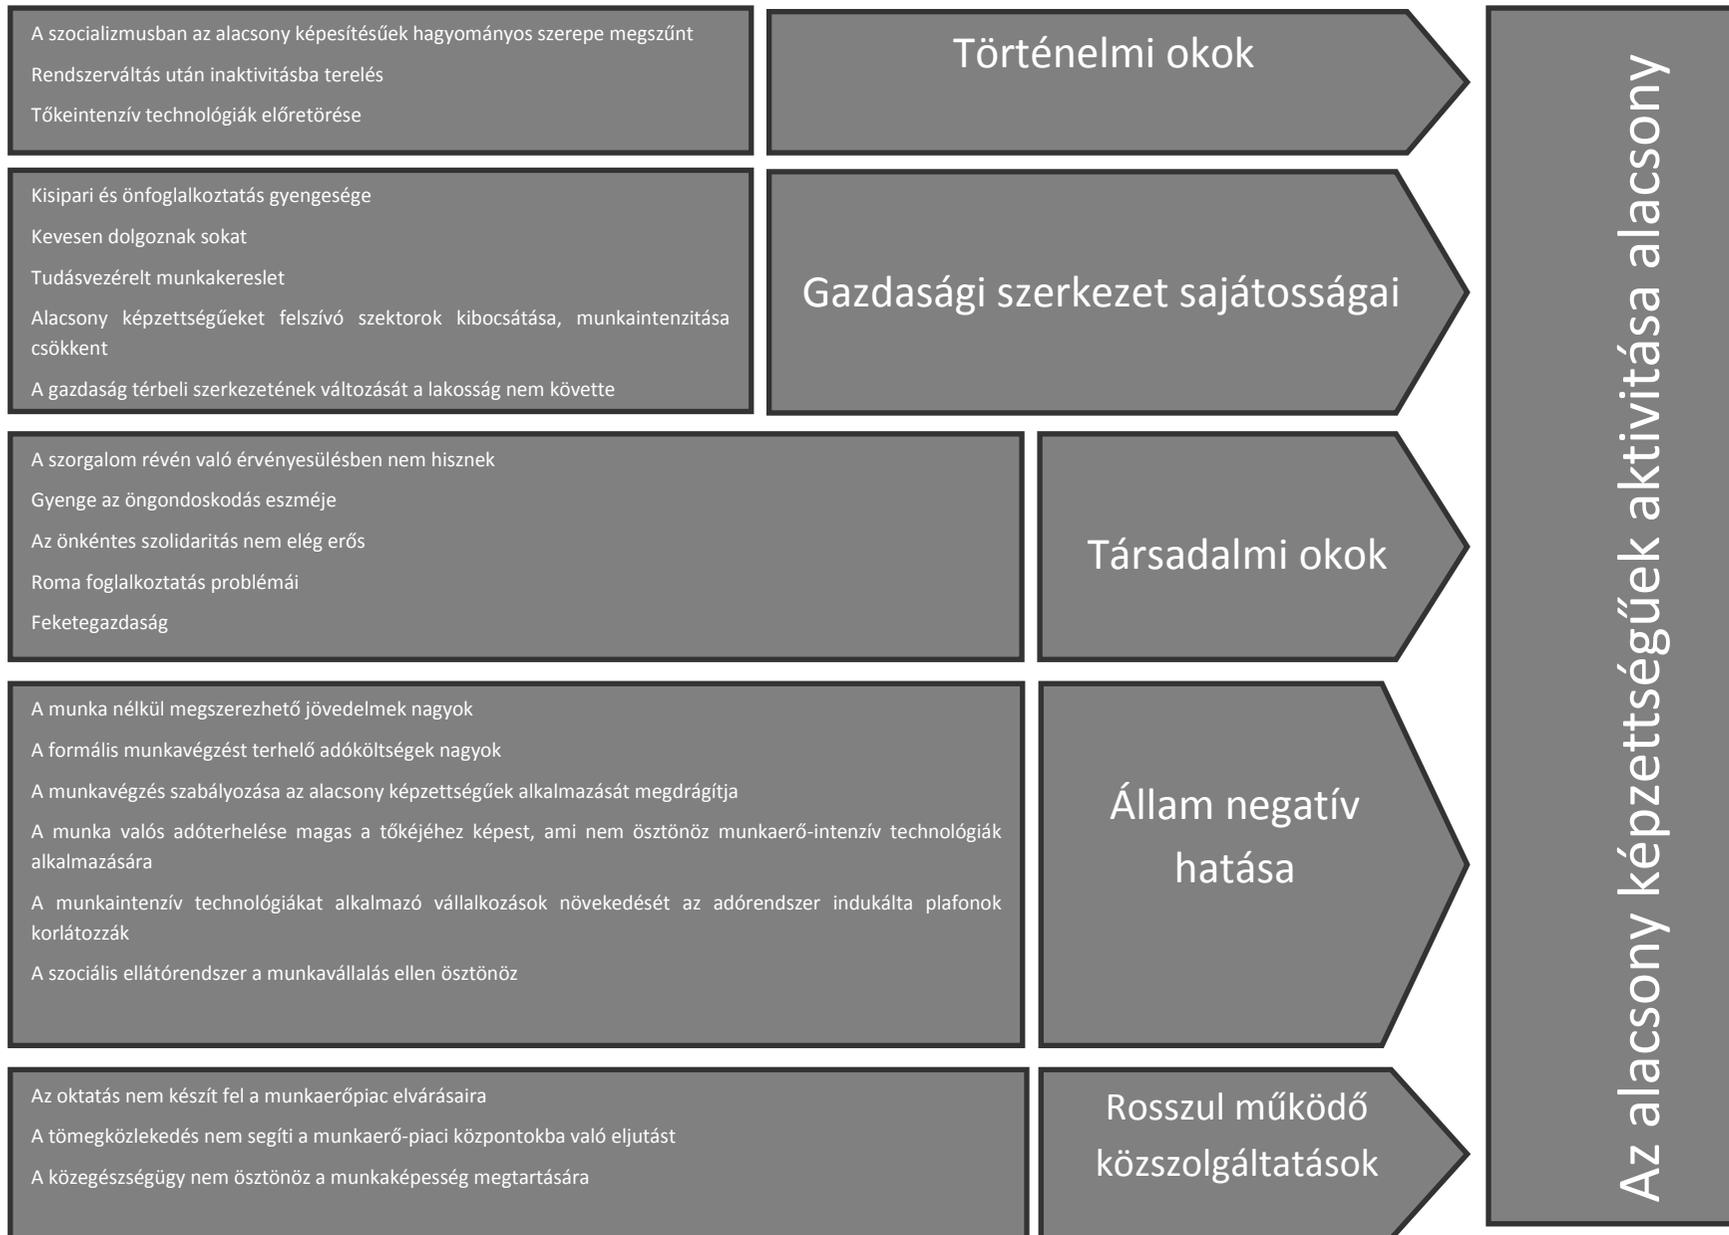 A szocializmusban az alacsony képesítésűek hagyományos szerepe megszűnt
Rendszerváltás után inaktivitásba terelés
Tőkeintenzív technológiák előretörése
Történelmi okok
Kisipari és önfoglalkoztatás gyengesége
Kevesen dolgoznak sokat
Tudásvezérelt munkakereslet
Alacsony képzettségűeket felszívó szektorok kibocsátása, munkaintenzitása
csökkent
A gazdaság térbeli szerkezetének változását a lakosság nem követte
Gazdasági szerkezet sajátosságai
A szorgalom révén való érvényesülésben nem hisznek
Gyenge az öngondoskodás eszméje
Az önkéntes szolidaritás nem elég erős
Roma foglalkoztatás problémái
Feketegazdaság
Társadalmi okok
A munka nélkül megszerezhető jövedelmek nagyok
A formális munkavégzést terhelő adóköltségek nagyok
A munkavégzés szabályozása az alacsony képzettségűek alkalmazását megdrágítja
A munka valós adóterhelése magas a tőkéjéhez képest, ami nem ösztönöz munkaerő-intenzív technológiák
alkalmazására
A munkaintenzív technológiákat alkalmazó vállalkozások növekedését az adórendszer indukálta plafonok
korlátozzák
A szociális ellátórendszer a munkavállalás ellen ösztönöz
Állam negatív
hatása
Az oktatás nem készít fel a munkaerőpiac elvárásaira
A tömegközlekedés nem segíti a munkaerő-piaci központokba való eljutást
A közegészségügy nem ösztönöz a munkaképesség megtartására
Rosszul működő
közszolgáltatások
Az alacsony képzettségűek aktivitása alacsony